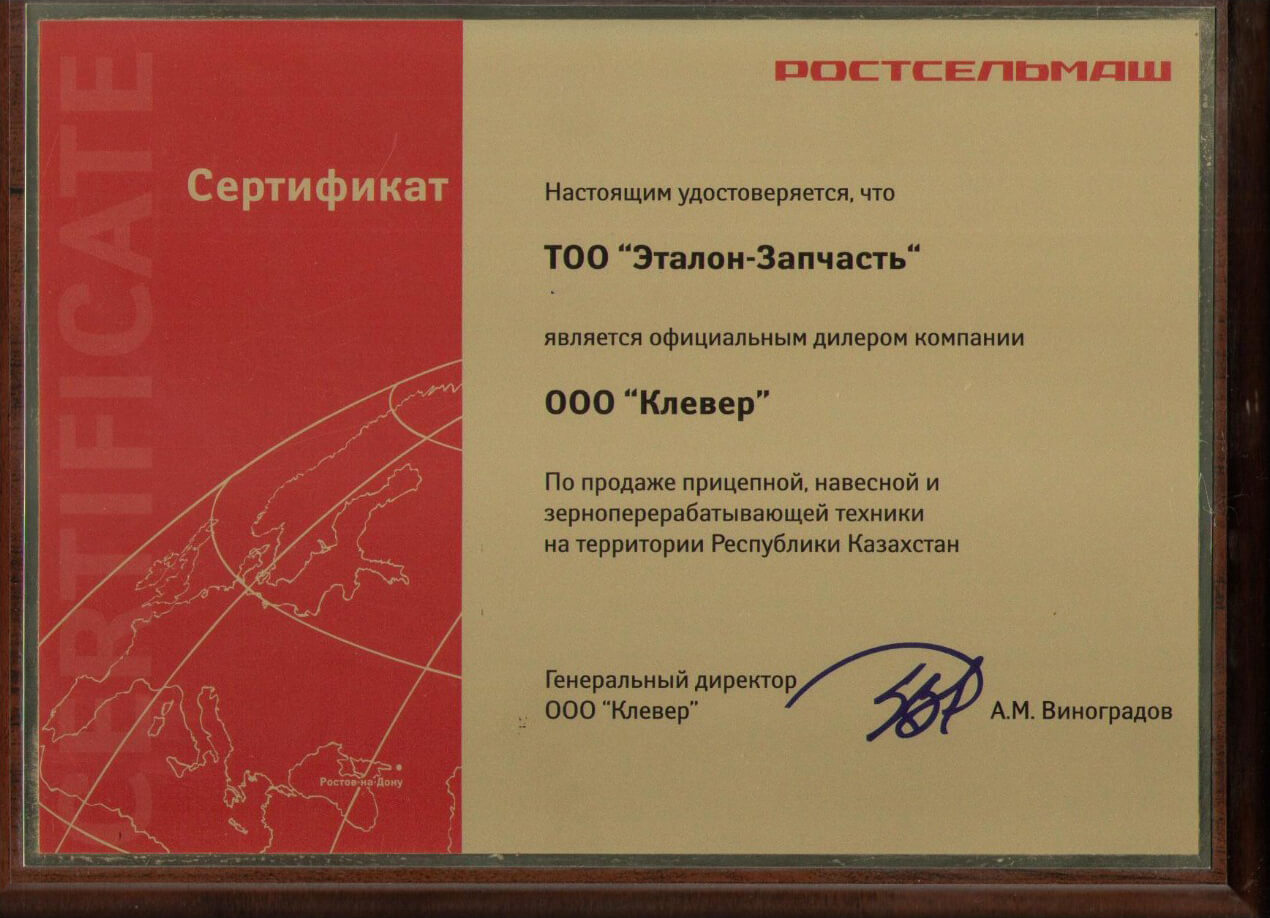 CERTIFICATE
РОСТСЕЛЬМАШ
Сертификат
Настоящим удостоверяется, что
ТОО “Эталон-Запчасть“
является официальным дилером компании
ООО “Клевер”
По продаже прицепной, навесной и
зерноперерабатывающей техники
на территории Республики Казахстан
Генеральный директор
ООО “Клевер”
А.М. Виноградов
Ростов-на-Дону